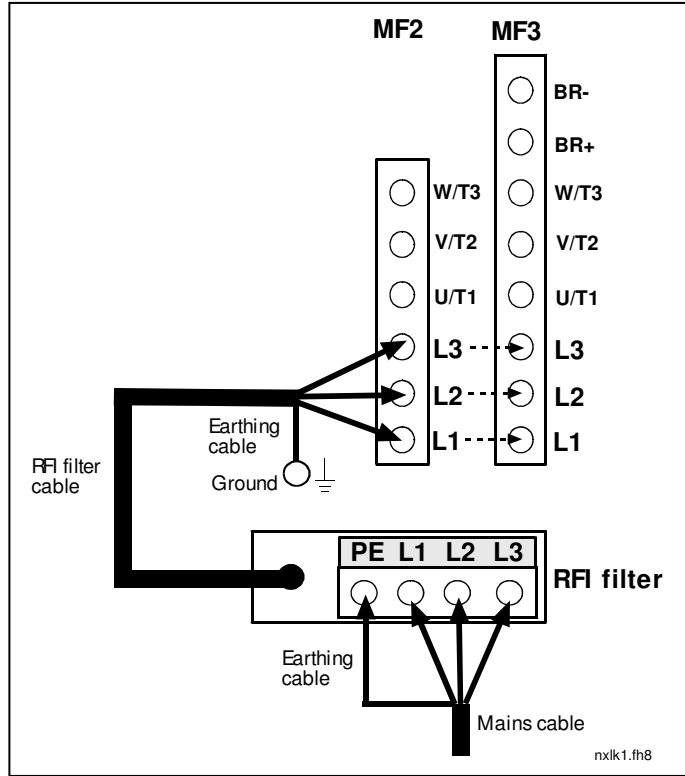 MF2 MF3
BR-
BR+
W/T3 W/T3
V/T2 V/T2
U/T1 U/T1
L3 L3
L2 L2
L1 L1
Earthing
cable
Ground
RFI filter
cable
PE L1 L2 L3
RFI filter
Earthing
cable
Mains cable
nxlk1.fh8